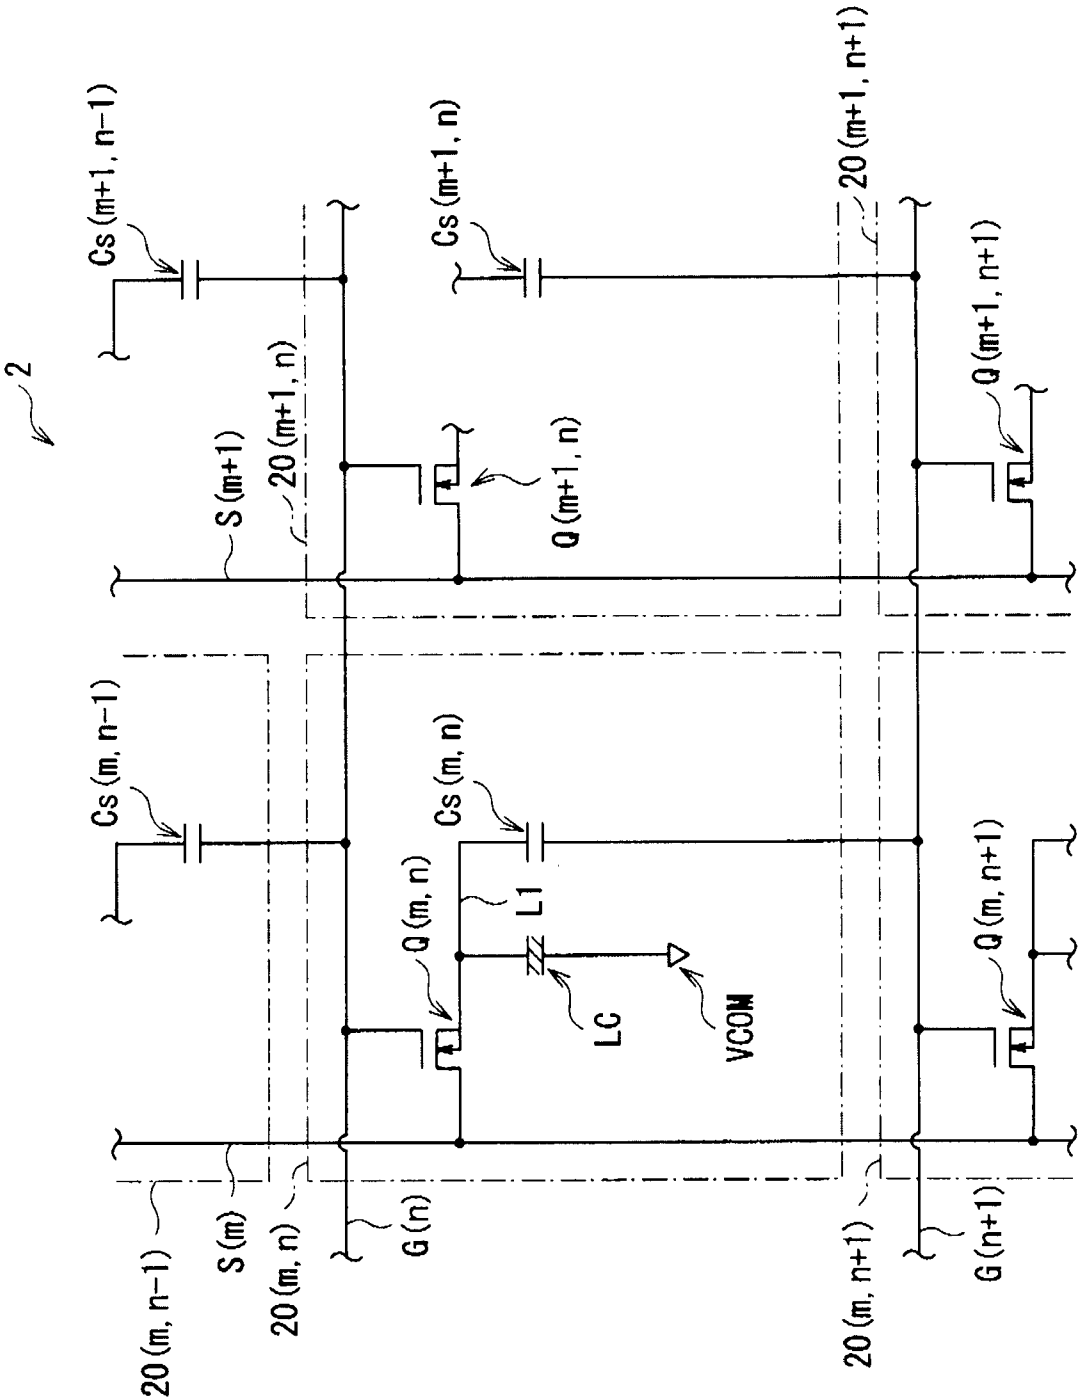 2
Cs(m+1, n-1)
20(m+1, n)
S(m+1)
Cs(m+1, n)
20(m+1, n+1)
Q(m+1, n)
Q(m+1, n+1)
Cs(m, n-1)
Cs(m, n)
Q(m, n)
L1
LC
VCOM
Q(m, n+1)
20(m, n-1)
S(m)
20(m, n)
G(n)
20(m, n+1)
G(n+1)